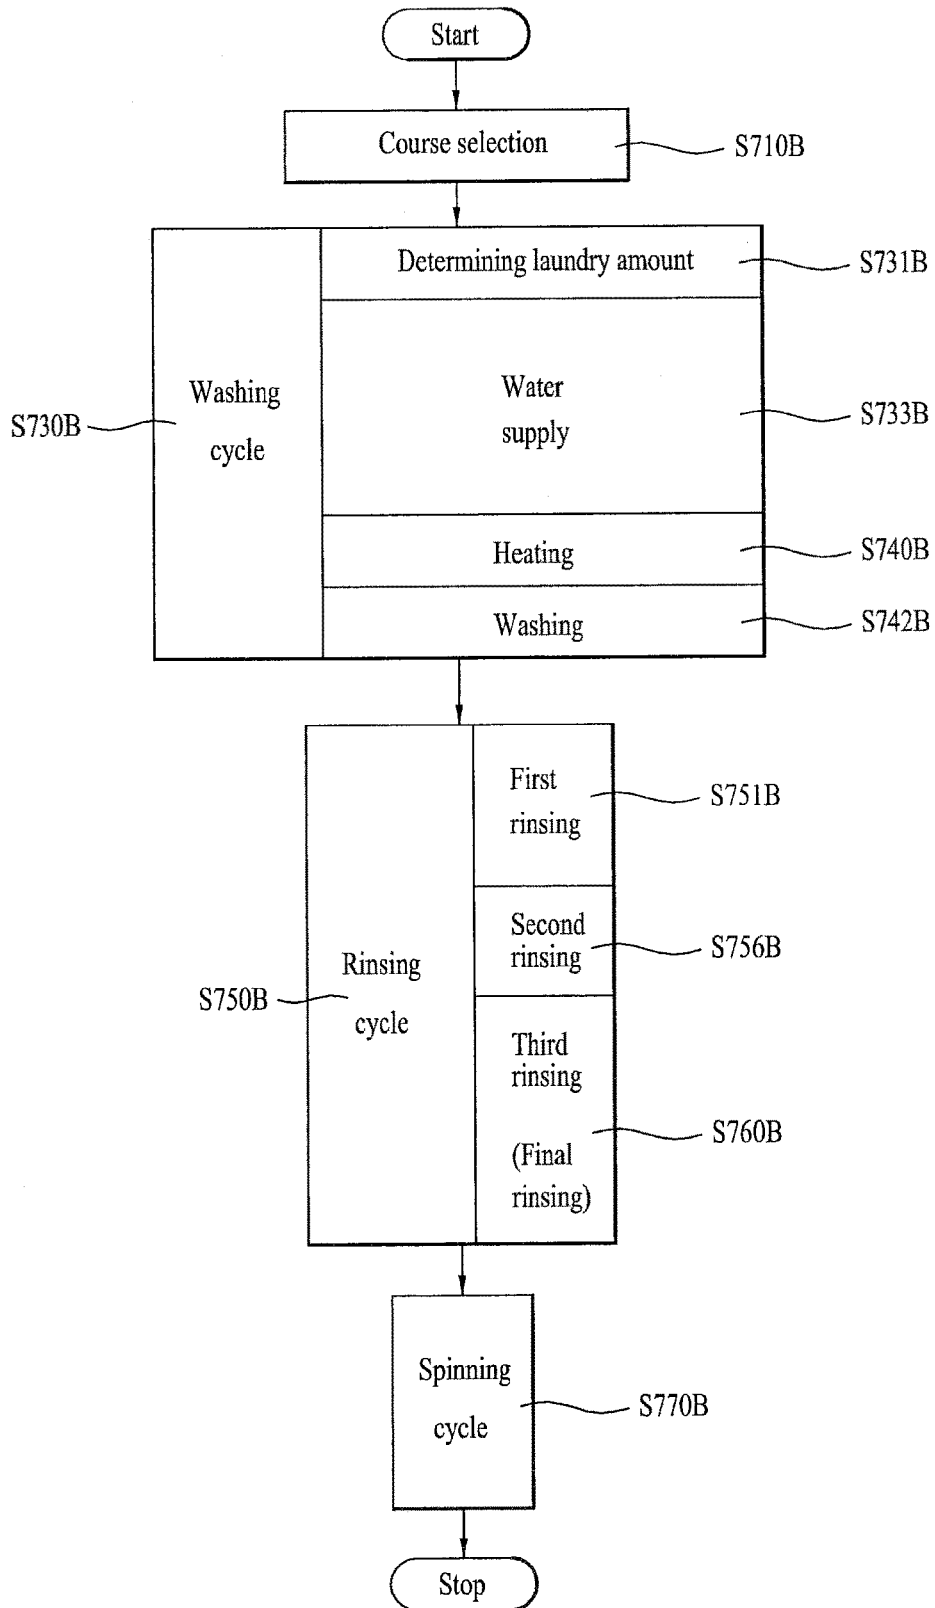 Start
Course selection
S710B
Determining laundry amount
S731B
Washing
cycle
S730B
Water
supply
S733B
Heating
S740B
Washing
S742B
First
rinsing
S751B
Second
rinsing
S756B
Rinsing
cycle
S750B
Third
rinsing
(Final
rinsing)
S760B
Spinning
cycle
S770B
Stop